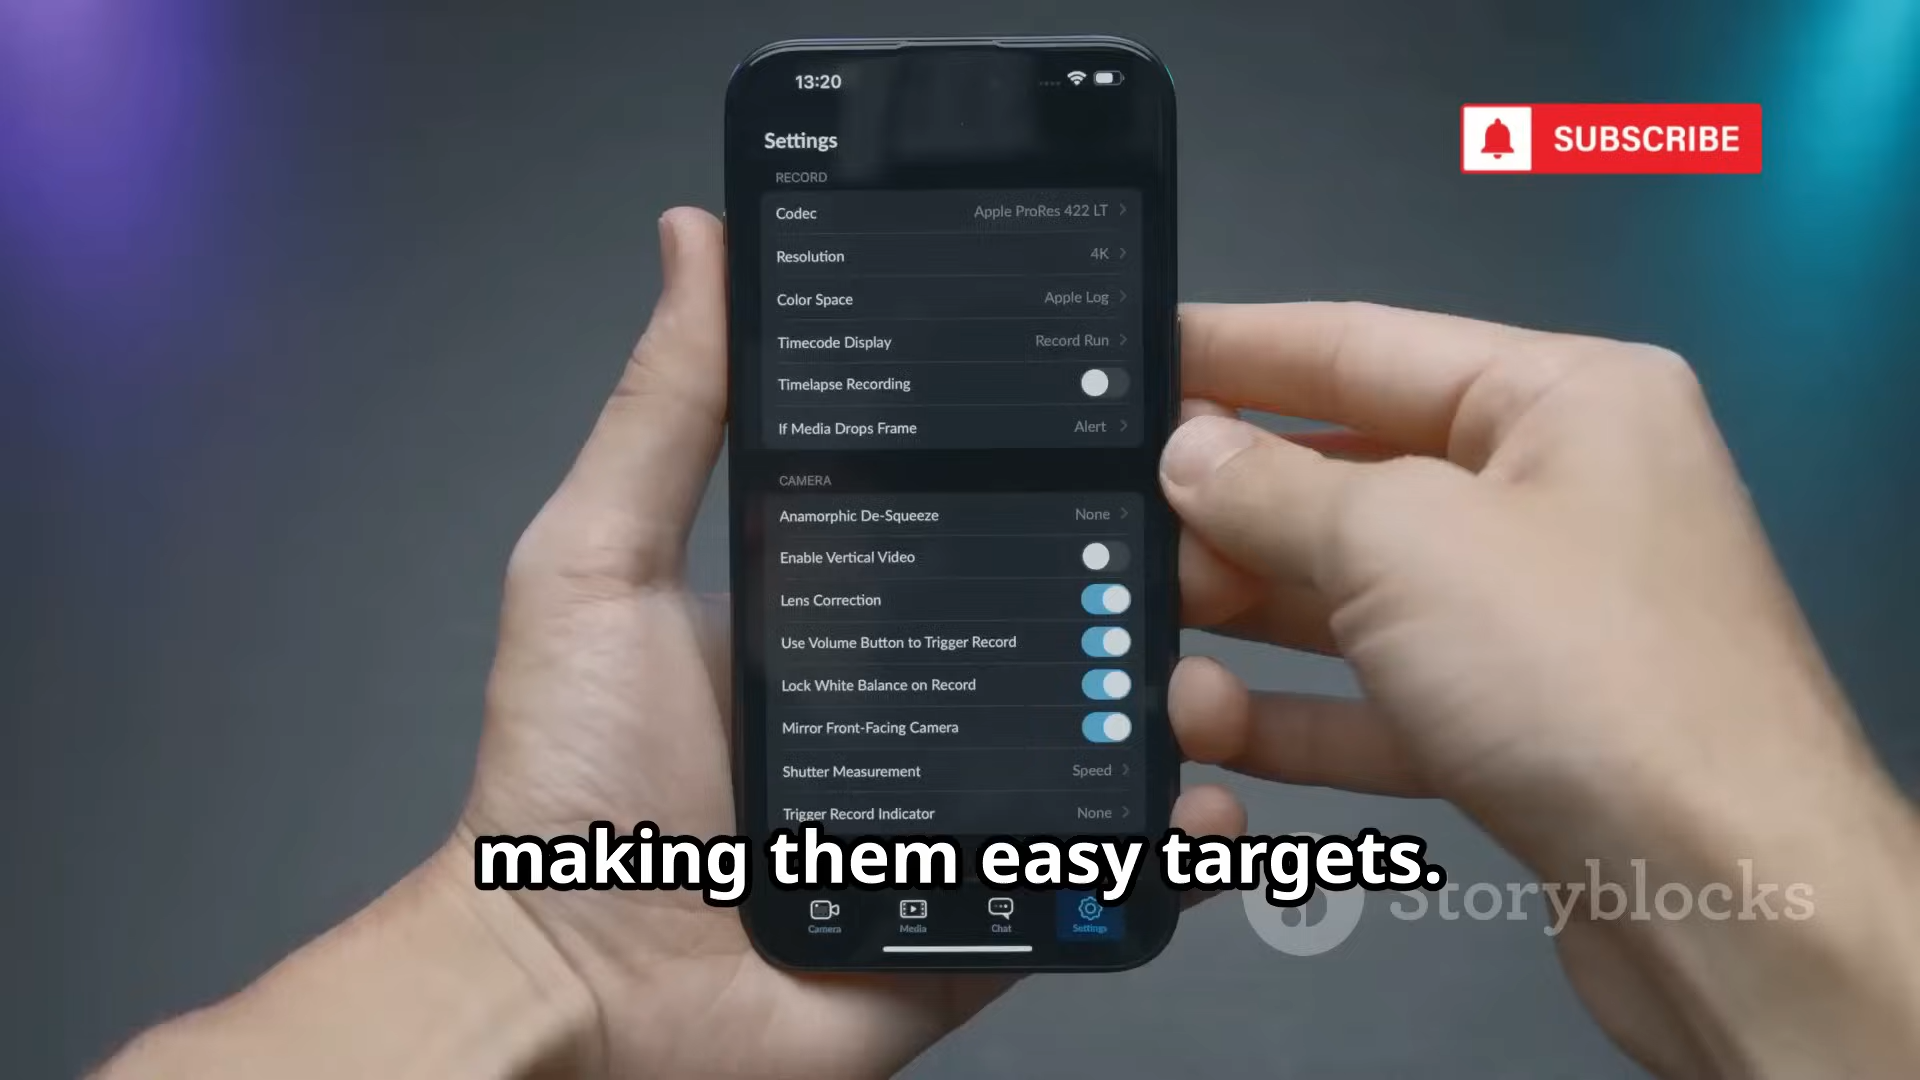 13:20
SUBSCRIBE
Settings
RECORD
Codec Apple ProRes 422 LT
Resolution 4K
Color Space Apple Log
Timecode Display Record Run
Timelapse Recording
If Media Drops Frame Alert
CAMERA
Anamorphic De-Squeeze None
Enable Vertical Video
Lens Correction
Use Volume Button to Trigger Record
Lock White Balance on Record
Mirror Front-Facing Camera
Shutter Measurement Speed
Trigger Record Indicator None
making them easy targets.
Storyblocks
Camera Media Chat Settings